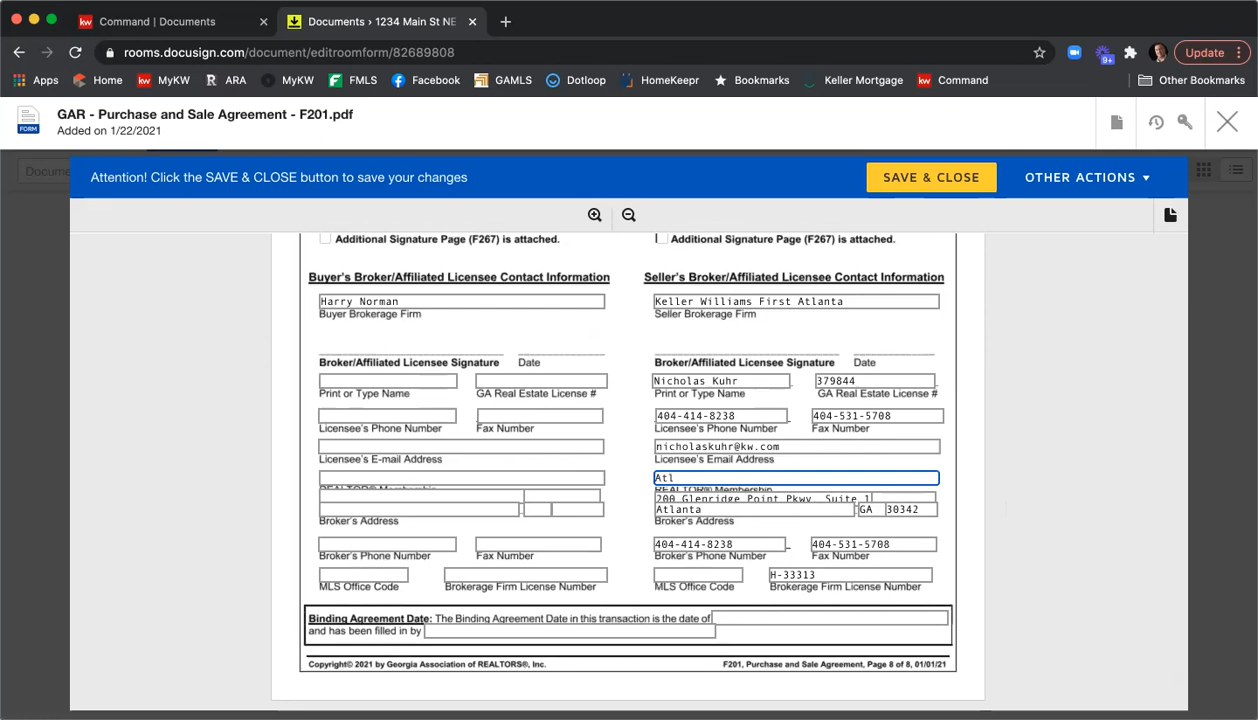 Command | Documents
Documents › 1234 Main St NE
rooms.docusign.com/document/editroomform/82689808
9+
Update
Apps
Home
kw
MyKW
R
ARA
MyKW
FMLS
Facebook
GAMLS
Dotloop
HomeKeepr
Bookmarks
Keller Mortgage
kw
Command
Other Bookmarks
GAR - Purchase and Sale Agreement - F201.pdf
Added on 1/22/2021
FORM
Docume
Attention! Click the SAVE & CLOSE button to save your changes
SAVE & CLOSE
OTHER ACTIONS
Additional Signature Page (F267) is attached.
Additional Signature Page (F267) is attached.
Buyer's Broker/Affiliated Licensee Contact Information
Seller's Broker/Affiliated Licensee Contact Information
Harry Norman
Keller Williams First Atlanta
Buyer Brokerage Firm
Seller Brokerage Firm
Broker/Affiliated Licensee Signature
Date
Broker/Affiliated Licensee Signature
Date
Nicholas Kuhr
379844
Print or Type Name
GA Real Estate License #
Print or Type Name
GA Real Estate License #
404-414-8238
404-531-5708
Licensee's Phone Number
Fax Number
Licensee's Phone Number
Fax Number
nicholaskuhr@kw.com
Licensee's E-mail Address
Licensee's Email Address
Atl
REALTOR® Membership
REALTOR® Membership
200 Glenridge Point Pkwy, Suite 1
Atlanta
GA
30342
Broker's Address
Broker's Address
404-414-8238
404-531-5708
Broker's Phone Number
Fax Number
Broker's Phone Number
Fax Number
H-33313
MLS Office Code
Brokerage Firm License Number
MLS Office Code
Brokerage Firm License Number
Binding Agreement Date: The Binding Agreement Date in this transaction is the date of
and has been filled in by
Copyright© 2021 by Georgia Association of REALTORS®, Inc.
F201, Purchase and Sale Agreement, Page 8 of 8, 01/01/21